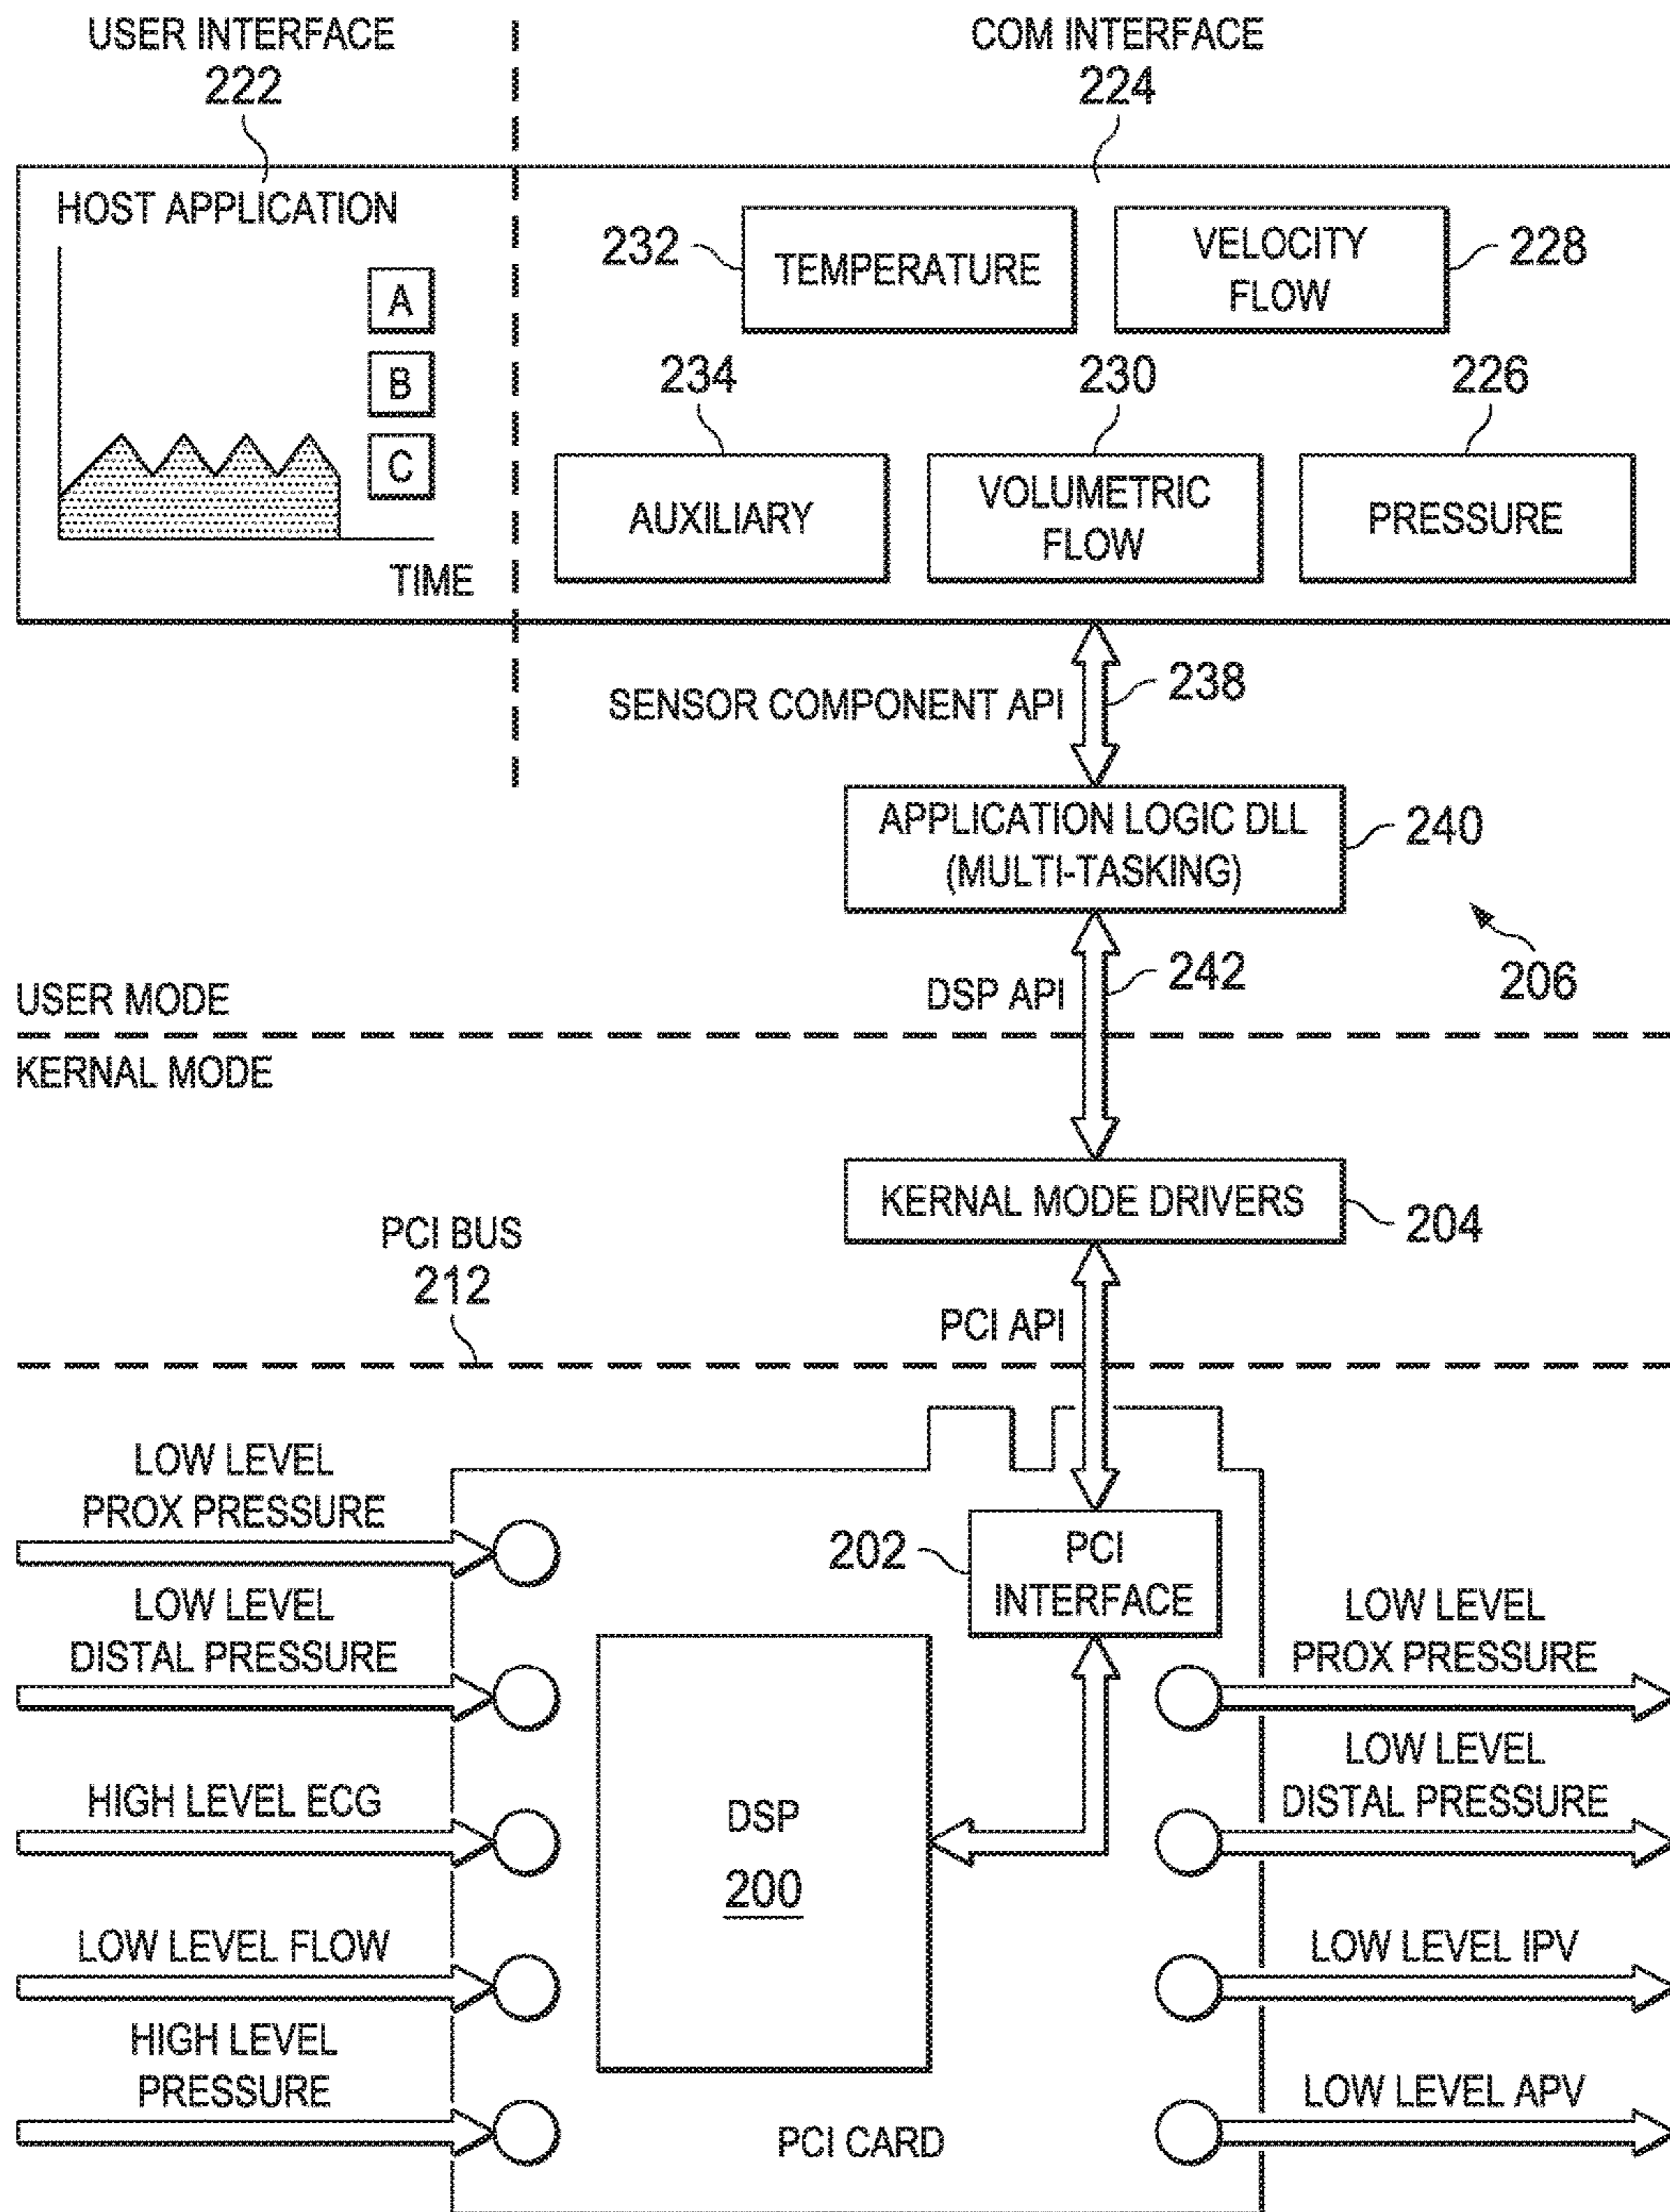 USER INTERFACE
222
COM INTERFACE
224
HOST APPLICATION
A
B
C
TIME
232
TEMPERATURE
VELOCITY
FLOW
228
234
230
226
AUXILIARY
VOLUMETRIC
FLOW
PRESSURE
SENSOR COMPONENT API
238
APPLICATION LOGIC DLL
(MULTI-TASKING)
240
206
DSP API
242
USER MODE
KERNAL MODE
KERNAL MODE DRIVERS
204
PCI BUS
212
PCI API
LOW LEVEL
PROX PRESSURE
LOW LEVEL
DISTAL PRESSURE
HIGH LEVEL ECG
LOW LEVEL FLOW
HIGH LEVEL
PRESSURE
202
PCI
INTERFACE
DSP
200
PCI CARD
LOW LEVEL
PROX PRESSURE
LOW LEVEL
DISTAL PRESSURE
LOW LEVEL IPV
LOW LEVEL APV